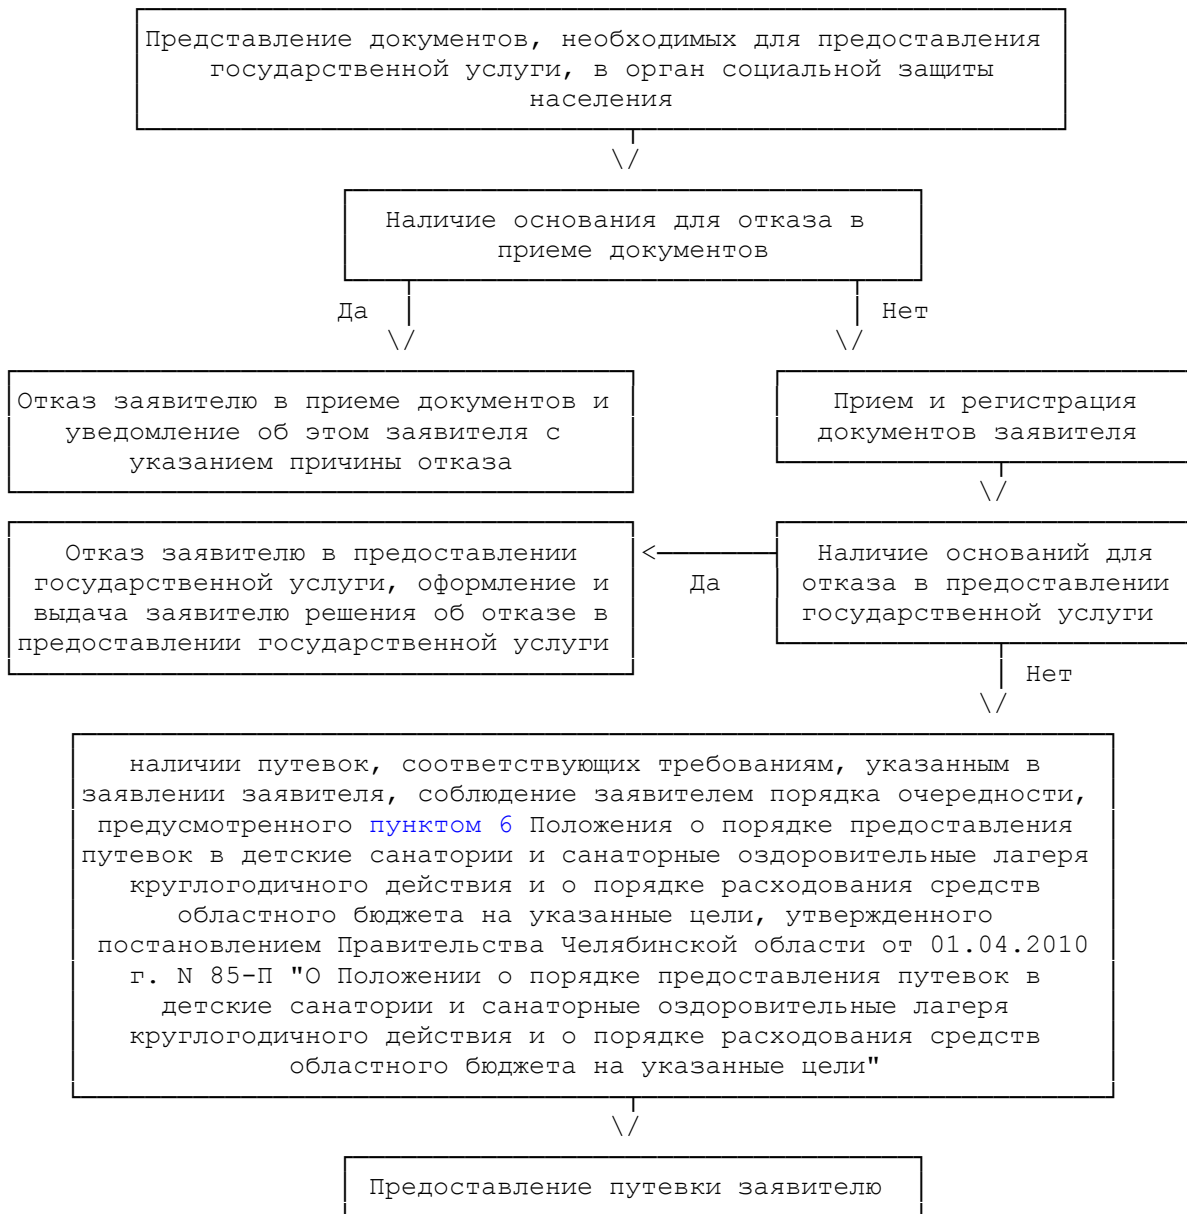 Представление документов, необходимых для предоставления
государственной услуги, в орган социальной защиты
населения
\/
Наличие основания для отказа в
приеме документов
Да
Нет
\/
\/
Отказ заявителю в приеме документов и
уведомление об этом заявителя с
указанием причины отказа
Прием и регистрация
документов заявителя
\/
Отказ заявителю в предоставлении
государственной услуги, оформление и
выдача заявителю решения об отказе в
предоставлении государственной услуги
<
Да
Наличие оснований для
отказа в предоставлении
государственной услуги
Нет
\/
наличии путевок, соответствующих требованиям, указанным в
заявлении заявителя, соблюдение заявителем порядка очередности,
предусмотренного пунктом 6 Положения о порядке предоставления
путевок в детские санатории и санаторные оздоровительные лагеря
круглогодичного действия и о порядке расходования средств
областного бюджета на указанные цели, утвержденного
постановлением Правительства Челябинской области от 01.04.2010
г. N 85-П "О Положении о порядке предоставления путевок в
детские санатории и санаторные оздоровительные лагеря
круглогодичного действия и о порядке расходования средств
областного бюджета на указанные цели"
\/
Предоставление путевки заявителю